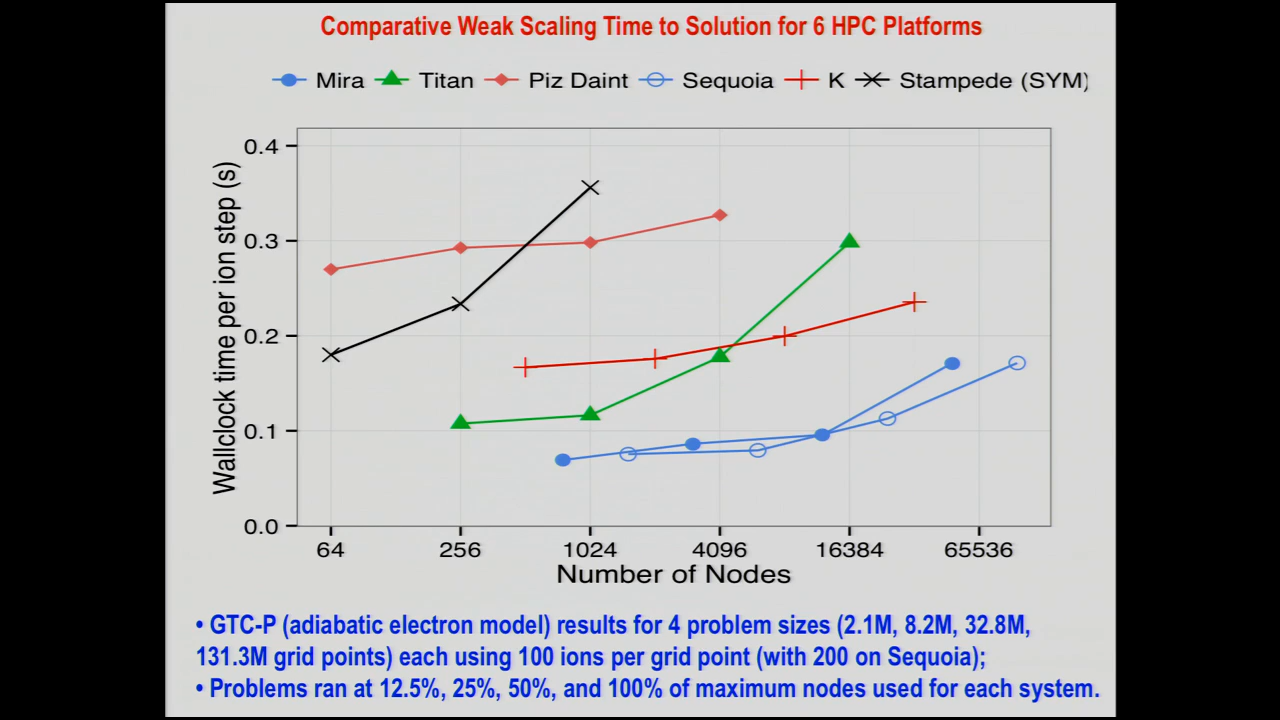 Comparative Weak Scaling Time to Solution for 6 HPC Platforms
Mira Titan Piz Daint Sequoia K Stampede (SYM)
Wallclock time per ion step (s)
0.4
0.3
0.2
0.1
0.0
64 256 1024 4096 16384 65536
Number of Nodes
• GTC-P (adiabatic electron model) results for 4 problem sizes (2.1M, 8.2M, 32.8M,
131.3M grid points) each using 100 ions per grid point (with 200 on Sequoia);
• Problems ran at 12.5%, 25%, 50%, and 100% of maximum nodes used for each system.